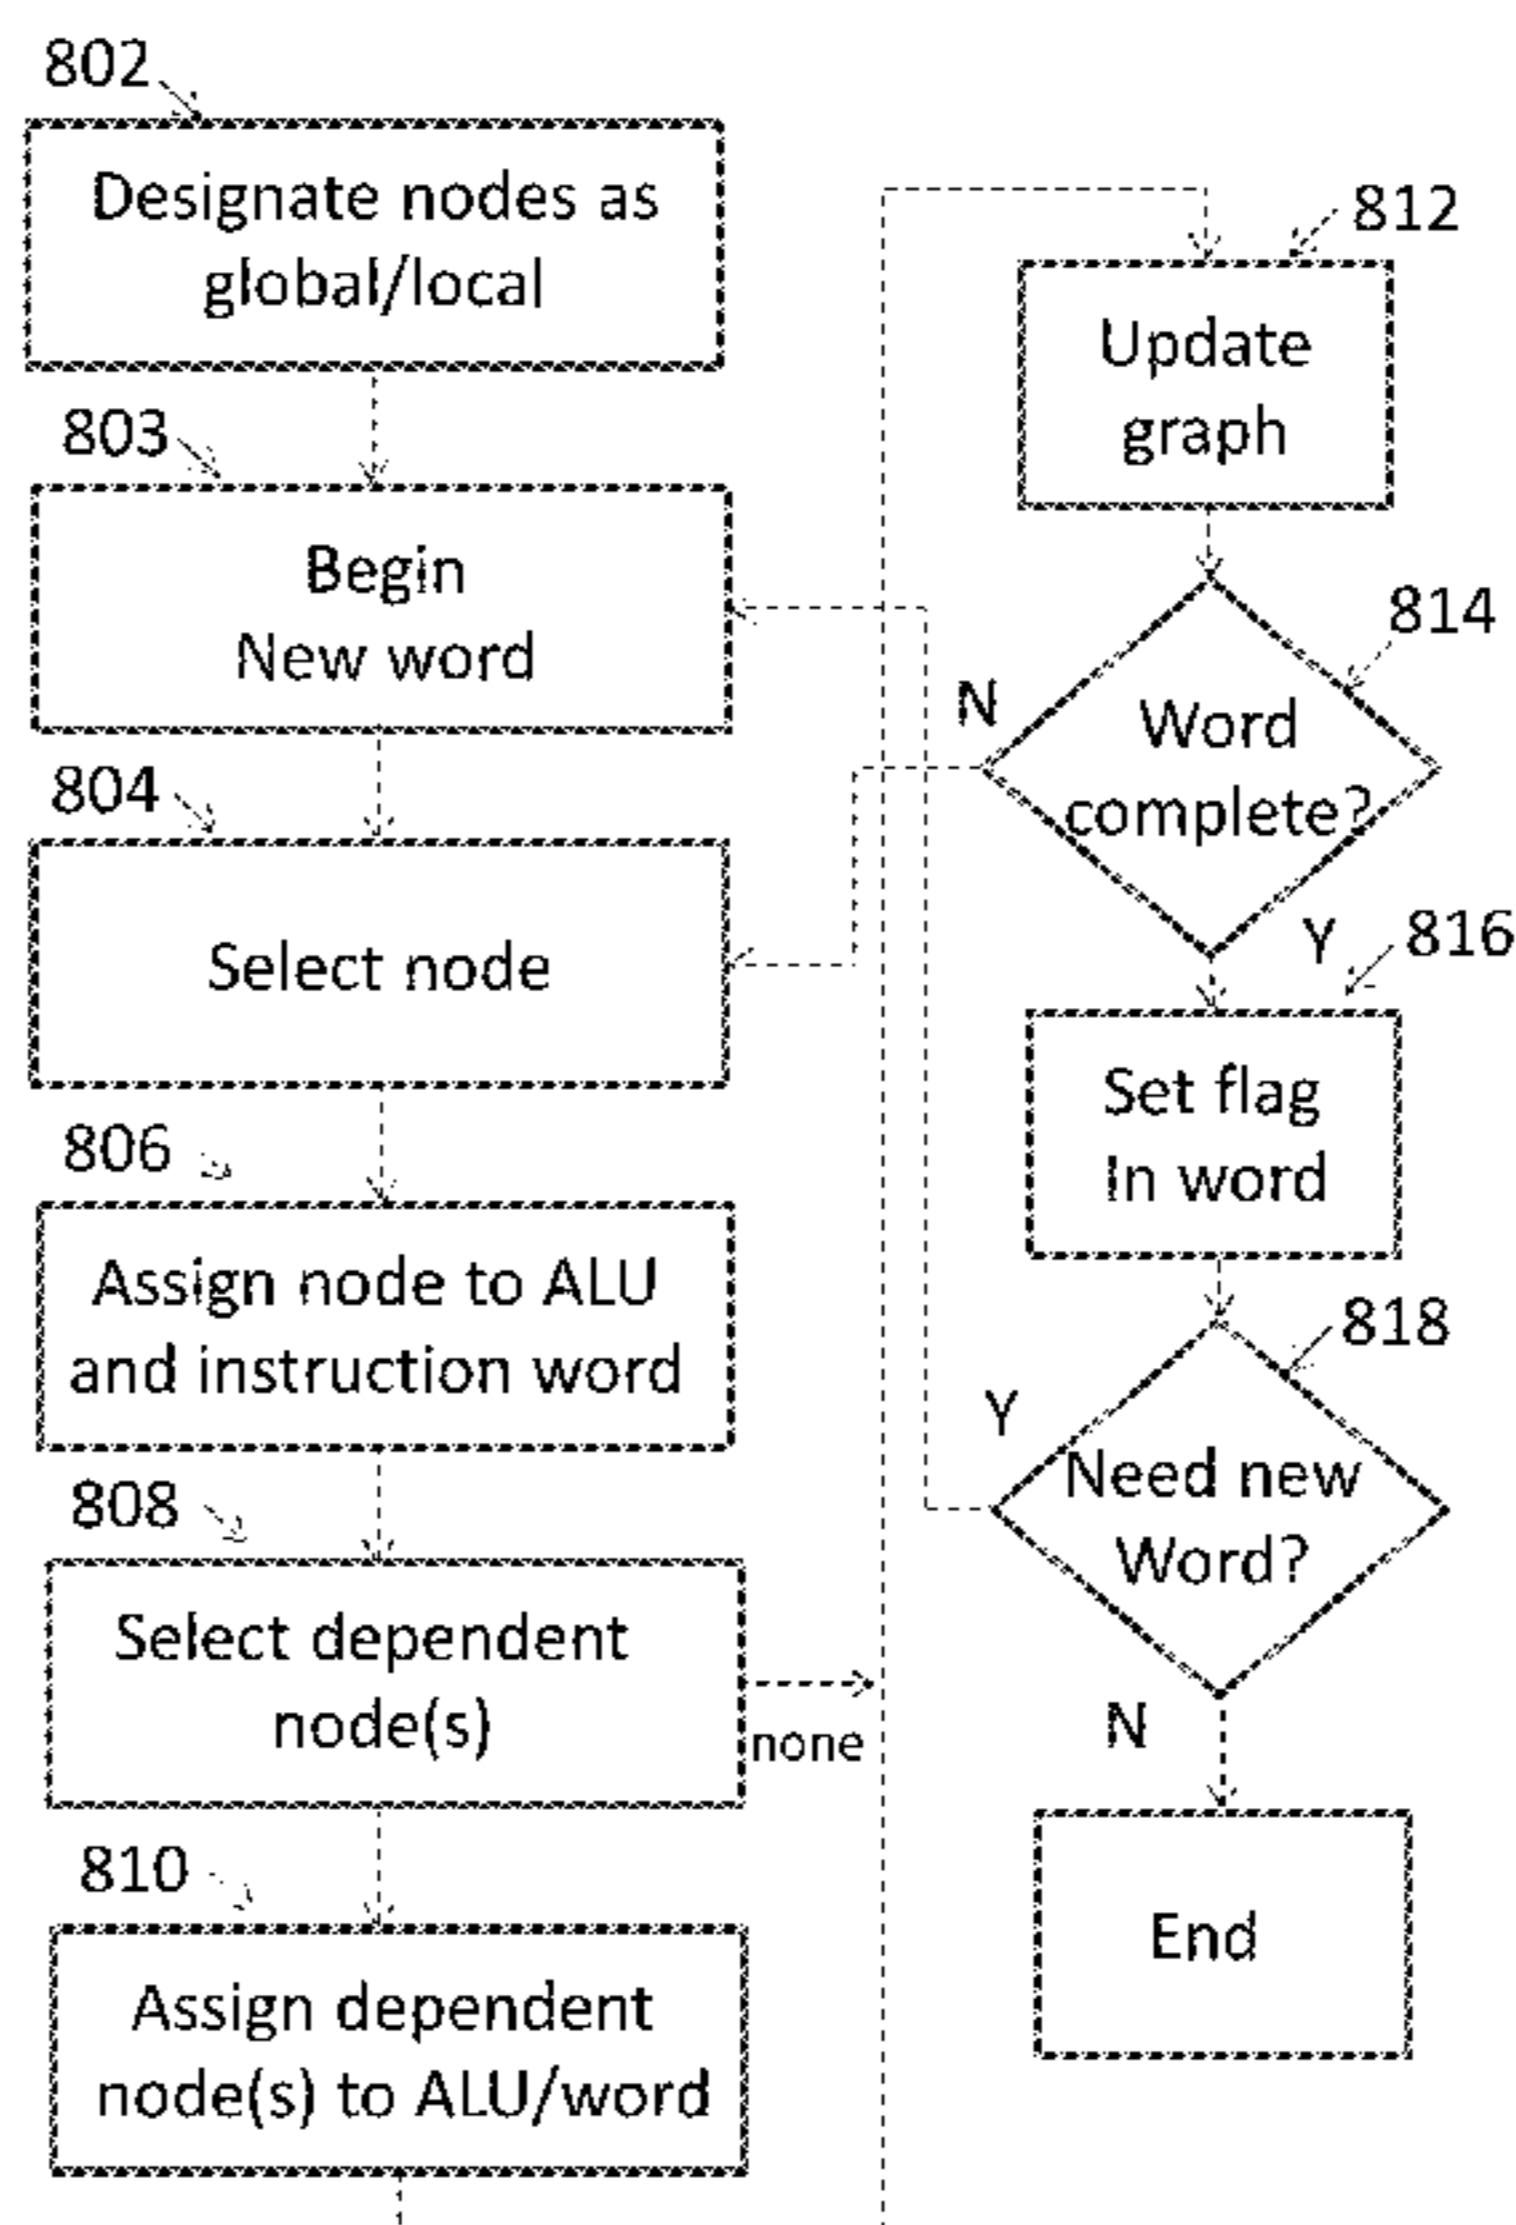 802
Designate nodes as
global/local
803
Begin
New word
804
Select node
806
Assign node to ALU
and instruction word
808
Select dependent
node(s)
none
810
Assign dependent
node(s) to ALU/word
812
Update
graph
814
N
Word
complete?
Y
816
Set flag
In word
818
Y
Need new
Word?
N
End